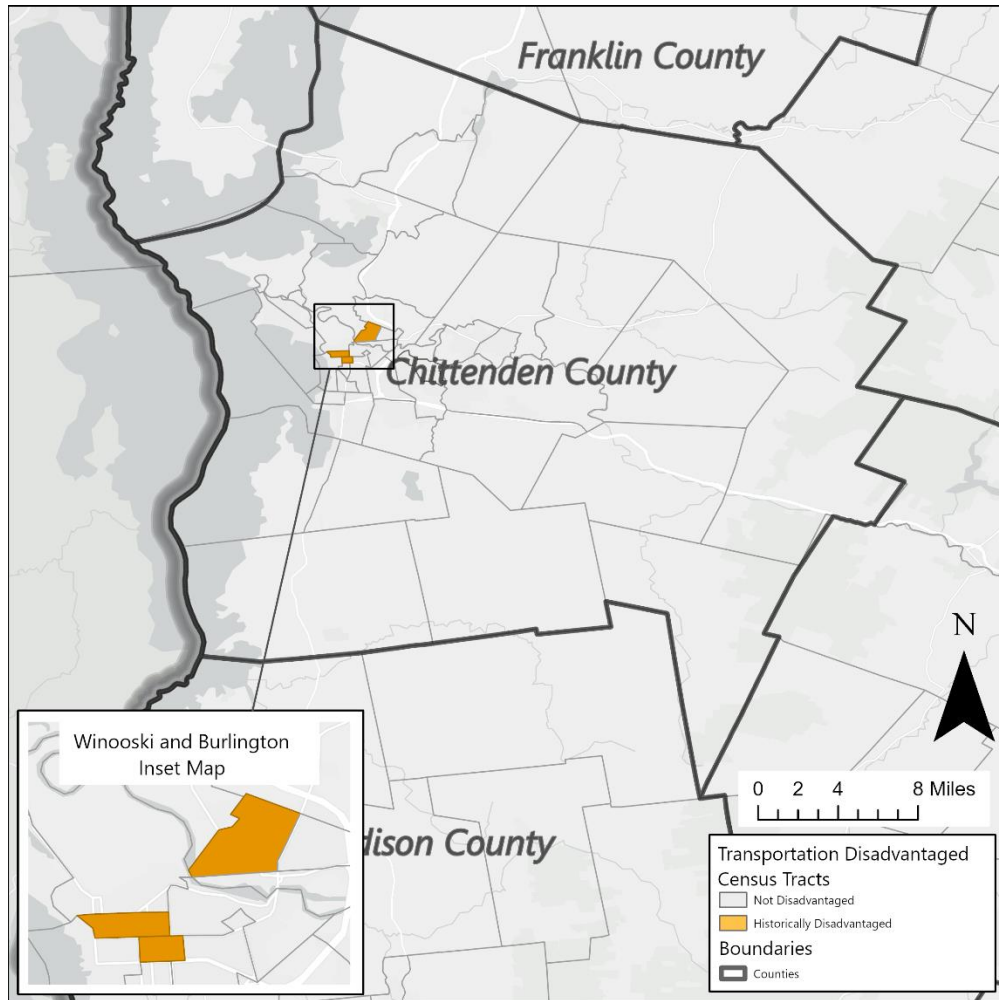 Franklin County
Chittenden County
N
Winooski and Burlington
Inset Map
0 2 4 8 Miles
dison County
Transportation Disadvantaged
Census Tracts
Not Disadvantaged
Historically Disadvantaged
Boundaries
Counties